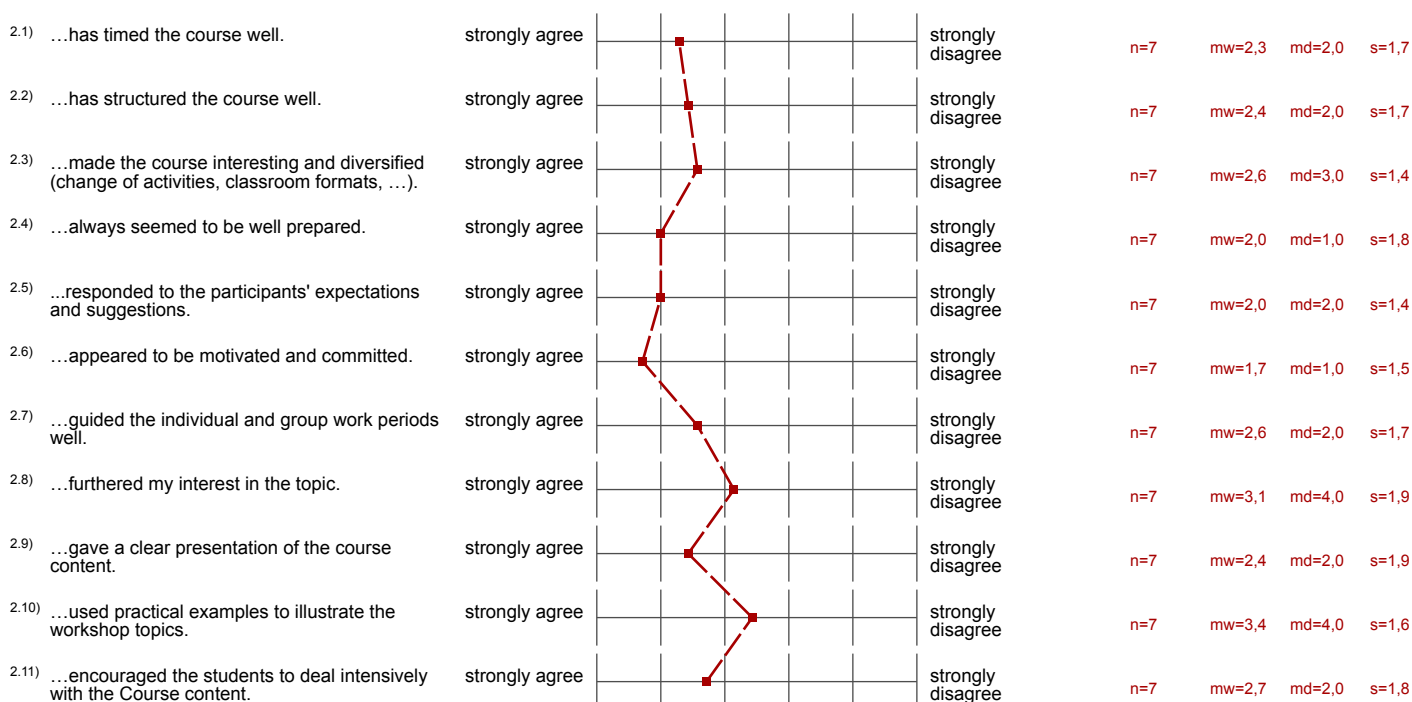 2.1) …has timed the course well. strongly agree strongly disagree n=7 mw=2,3 md=2,0 s=1,7
2.2) …has structured the course well. strongly agree strongly disagree n=7 mw=2,4 md=2,0 s=1,7
2.3) …made the course interesting and diversified
(change of activities, classroom formats, …). strongly agree strongly disagree n=7 mw=2,6 md=3,0 s=1,4
2.4) …always seemed to be well prepared. strongly agree strongly disagree n=7 mw=2,0 md=1,0 s=1,8
2.5) ...responded to the participants' expectations
and suggestions. strongly agree strongly disagree n=7 mw=2,0 md=2,0 s=1,4
2.6) …appeared to be motivated and committed. strongly agree strongly disagree n=7 mw=1,7 md=1,0 s=1,5
2.7) …guided the individual and group work periods
well. strongly agree strongly disagree n=7 mw=2,6 md=2,0 s=1,7
2.8) …furthered my interest in the topic. strongly agree strongly disagree n=7 mw=3,1 md=4,0 s=1,9
2.9) …gave a clear presentation of the course
content. strongly agree strongly disagree n=7 mw=2,4 md=2,0 s=1,9
2.10) …used practical examples to illustrate the
workshop topics. strongly agree strongly disagree n=7 mw=3,4 md=4,0 s=1,6
2.11) …encouraged the students to deal intensively
with the Course content. strongly agree strongly disagree n=7 mw=2,7 md=2,0 s=1,8